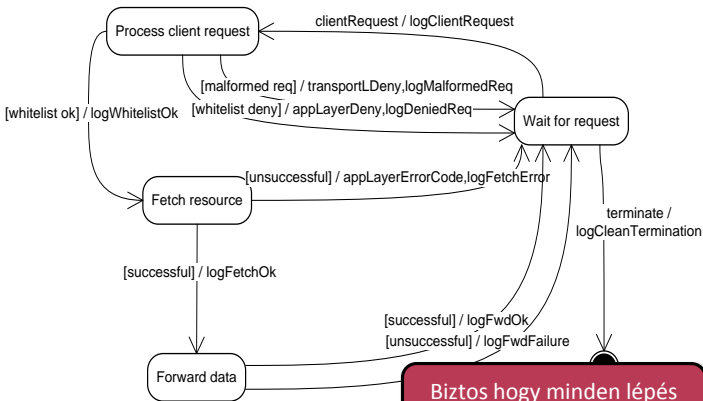 clientRequest / logClientRequest
Process client request
[malformed req] / transportLDeny,logMalformedReq
[whitelist deny] / appLayerDeny,logDeniedReq
[whitelist ok] / logWhitelistOk
Wait for request
[unsuccessful] / appLayerErrorCode,logFetchError
Fetch resource
terminate /
logCleanTermination
[successful] / logFetchOk
[successful] / logFwdOk
[unsuccessful] / logFwdFailure
Forward data
Biztos hogy minden lépés